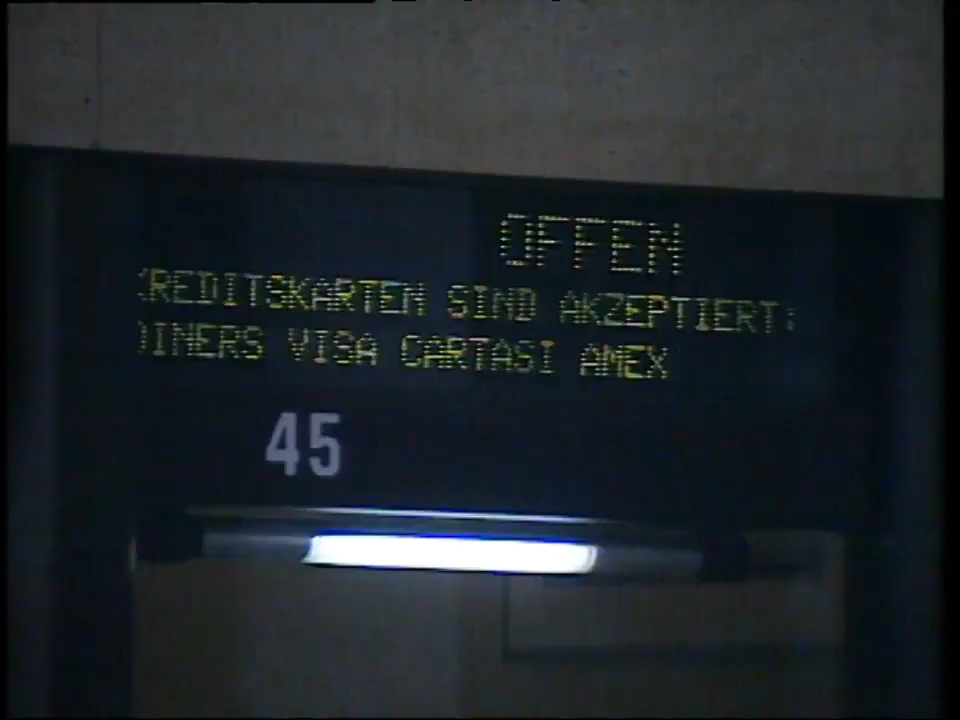 OFFEN
KREDITSKARTEN SIND AKZEPTIERT:
DINERS VISA CARTASI AMEX
45